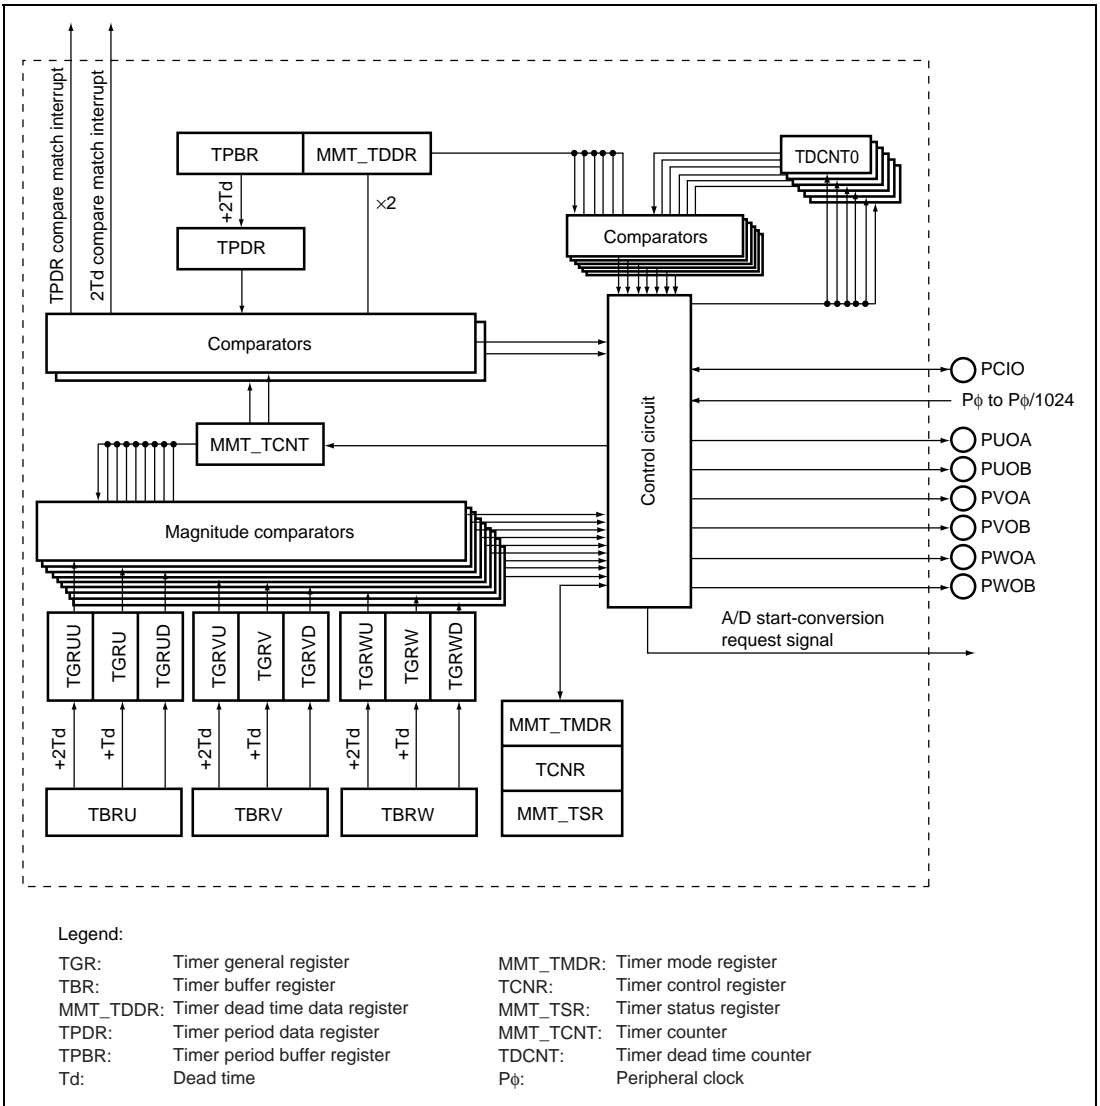 TPDR compare match interrupt
2Td compare match interrupt
TPBR
MMT_TDDR
TDCNT0
+2Td
×2
TPDR
Comparators
Comparators
PCIO
Pϕ to Pϕ/1024
MMT_TCNT
Control circuit
PUOA
PUOB
PVOA
PVOB
PWOA
PWOB
Magnitude comparators
A/D start-conversion
request signal
TGRUU
TGRU
TGRUD
TGRVU
TGRV
TGRVD
TGRWU
TGRW
TGRWD
+2Td
+Td
+2Td
+Td
+2Td
+Td
MMT_TMDR
TCNR
MMT_TSR
TBRU
TBRV
TBRW
Legend:
TGR: Timer general register
TBR: Timer buffer register
MMT_TDDR: Timer dead time data register
TPDR: Timer period data register
TPBR: Timer period buffer register
Td: Dead time
MMT_TMDR: Timer mode register
TCNR: Timer control register
MMT_TSR: Timer status register
MMT_TCNT: Timer counter
TDCNT: Timer dead time counter
Pϕ: Peripheral clock